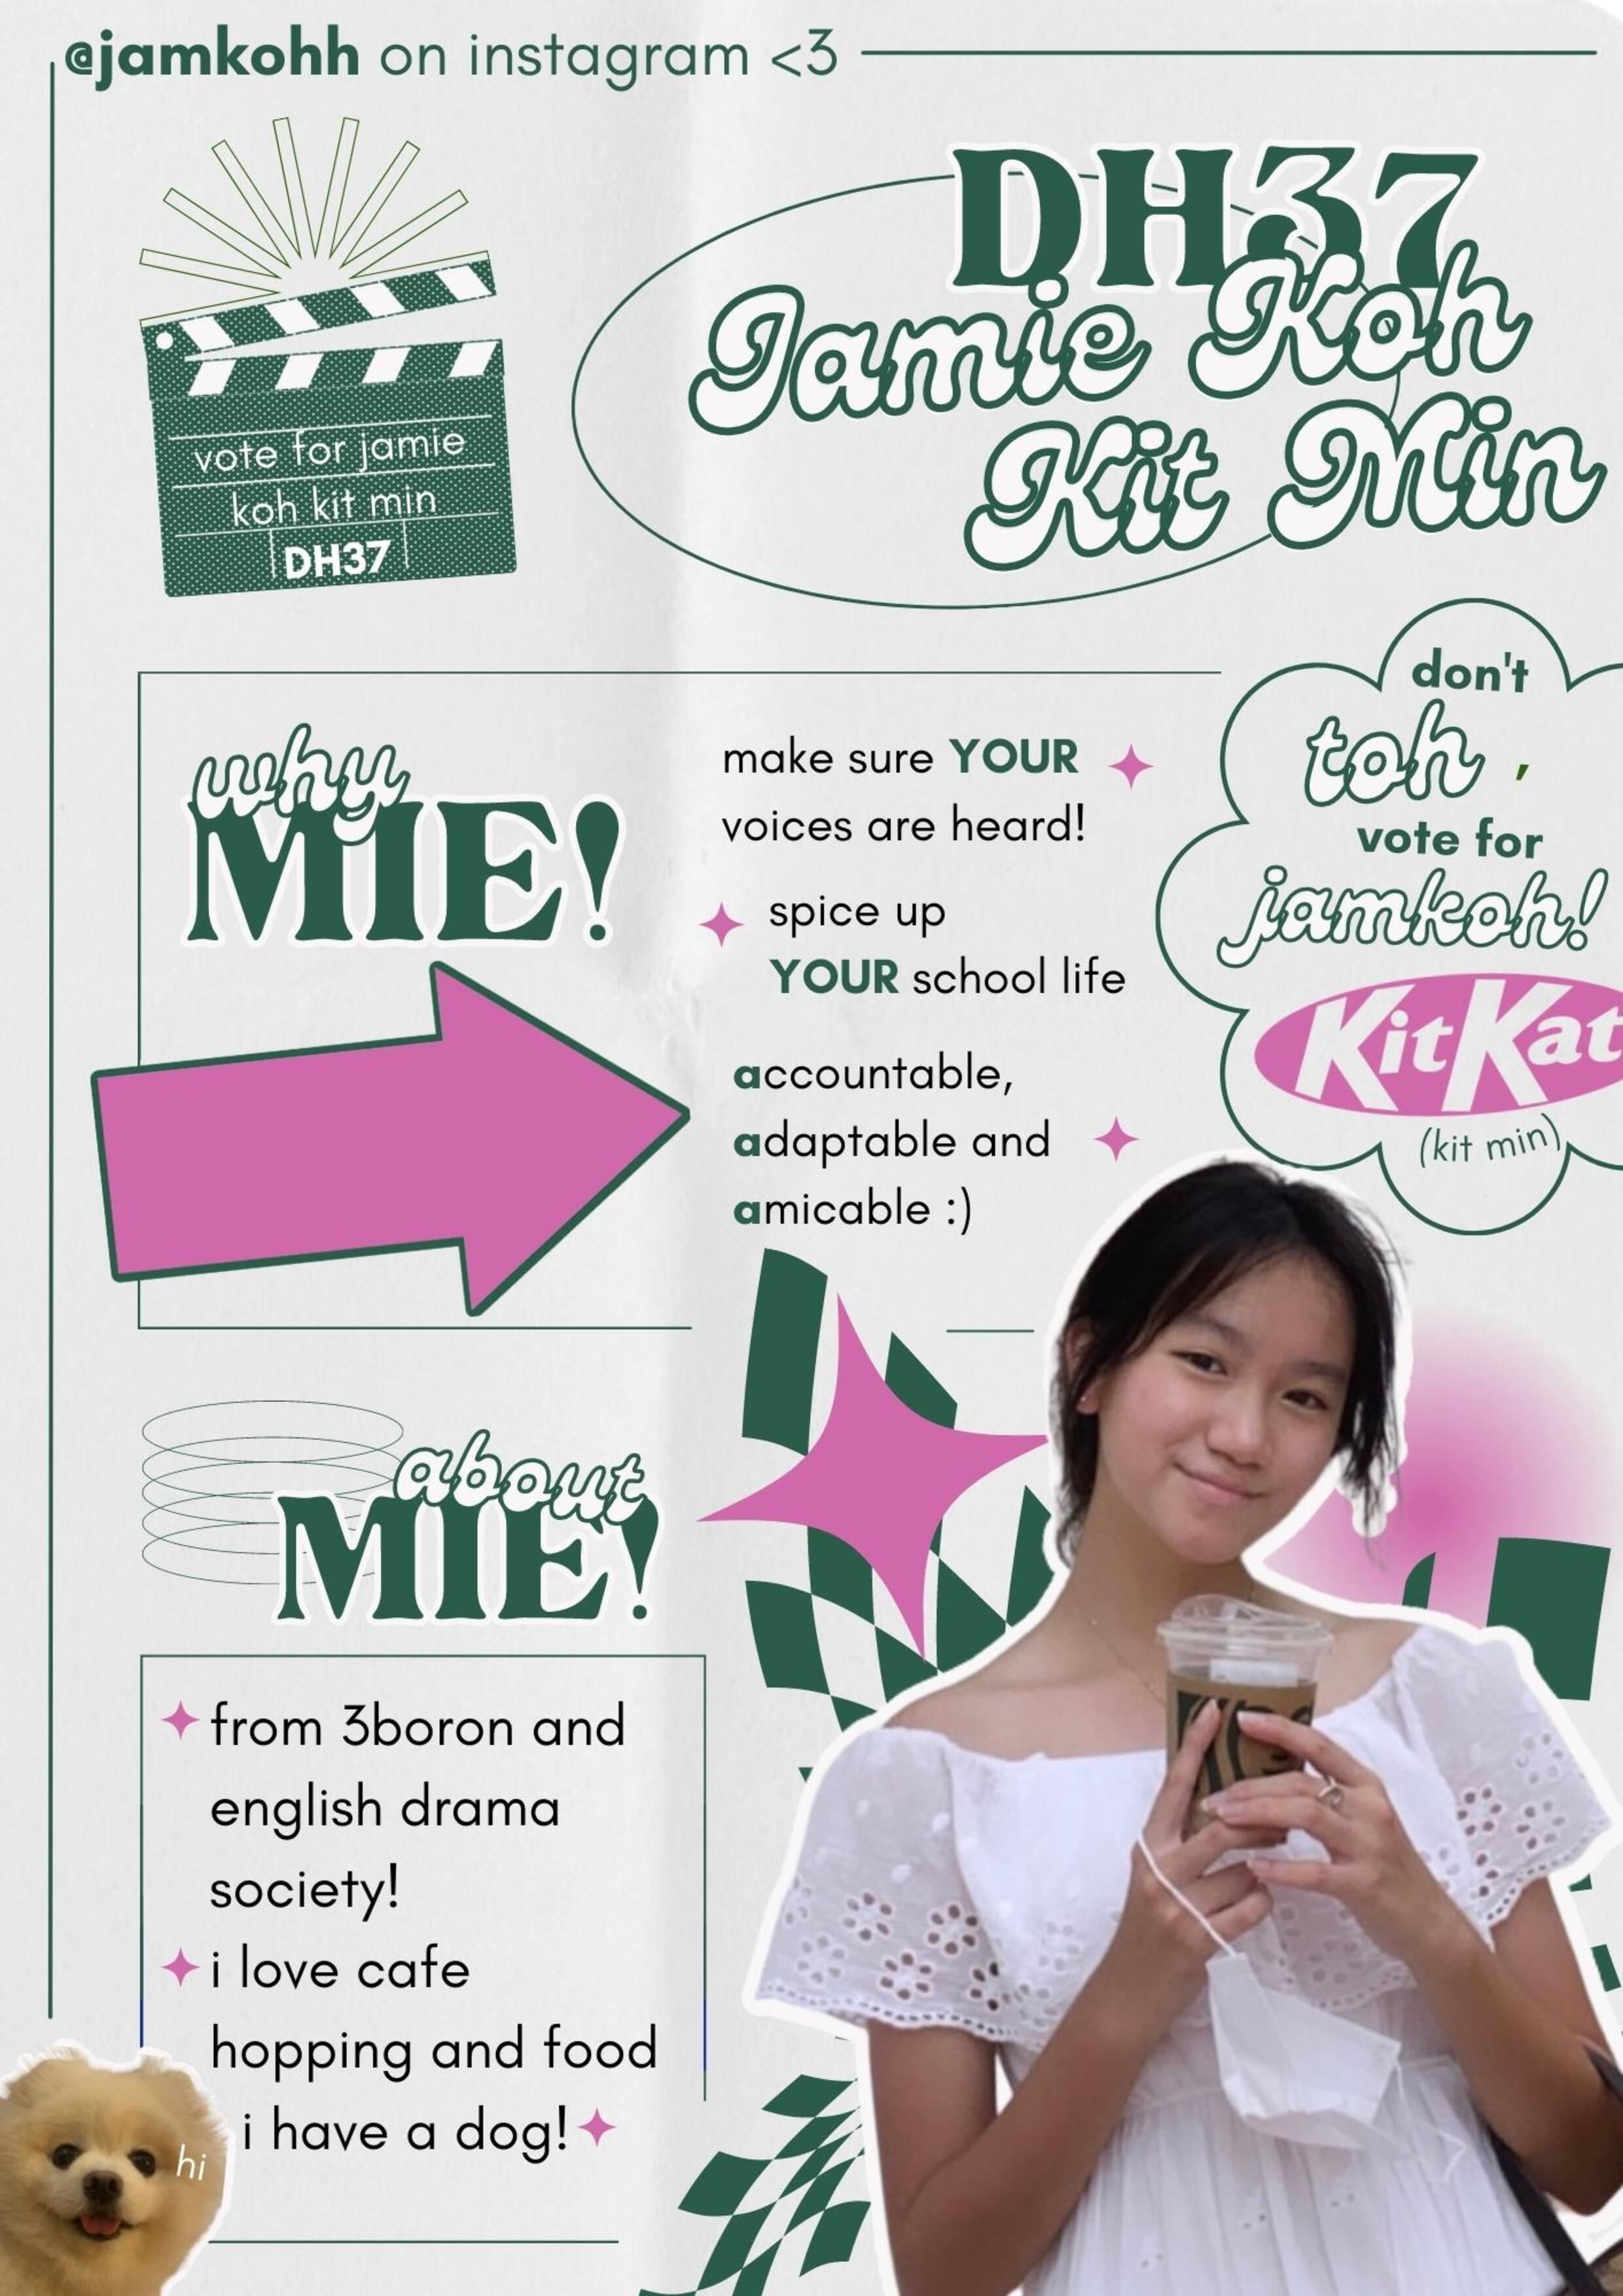 @jamkohh on instagram <3
DH37
Jamie Koh
Kit Min
vote for jamie
koh kit min
DH37
why
MIE!
make sure YOUR
voices are heard!
spice up
YOUR school life
accountable,
adaptable and
amicable :)
don't
toh,
vote for
jamkoh!
KitKat
(kit min)
about
MIE!
from 3boron and
english drama
society!
i love cafe
hopping and food
i have a dog!
hi